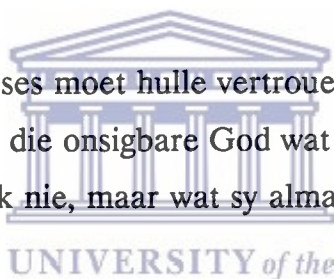 ses moet hulle vertroue
die onsigbare God wat
k nie, maar wat sy alma
UNIVERSITY of the